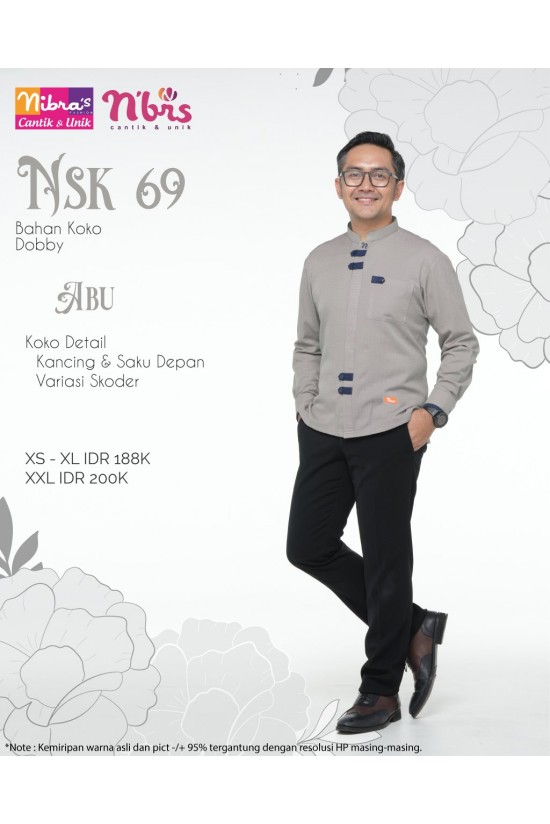 Nibra's
FASHION
Cantik & Unik
N'brs
cantik & unik
NSK 69
Bahan Koko
Dobby
ABU
Koko Detail
Kancing & Saku Depan
Variasi Skoder
XS - XL IDR 188K
XXL IDR 200K
*Note : Kemiripan warna asli dan pict -/+ 95% tergantung dengan resolusi HP masing-masing.